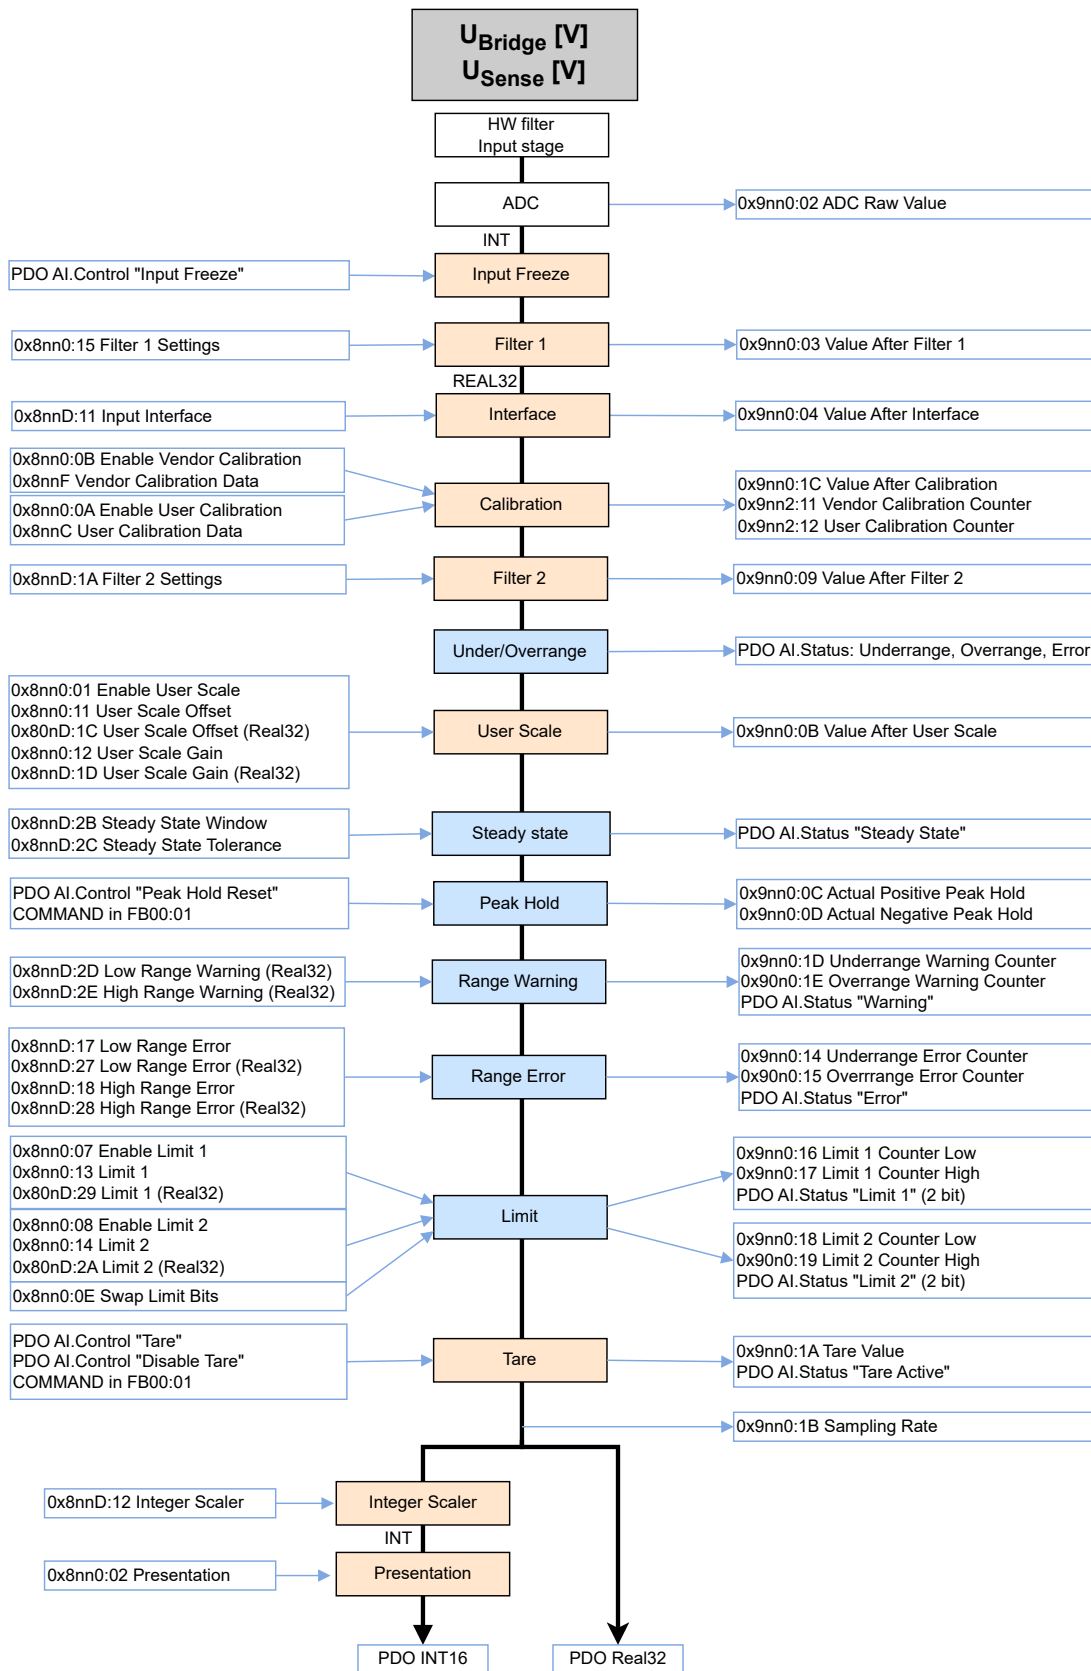 UBridge [V]
USense [V]
HW filter
Input stage
ADC
0x9nn0:02 ADC Raw Value
INT
PDO AI.Control "Input Freeze"
Input Freeze
0x8nn0:15 Filter 1 Settings
Filter 1
0x9nn0:03 Value After Filter 1
REAL32
0x8nnD:11 Input Interface
Interface
0x9nn0:04 Value After Interface
0x8nn0:0B Enable Vendor Calibration
0x8nnF Vendor Calibration Data
0x8nn0:0A Enable User Calibration
0x8nnC User Calibration Data
Calibration
0x9nn0:1C Value After Calibration
0x9nn2:11 Vendor Calibration Counter
0x9nn2:12 User Calibration Counter
0x8nnD:1A Filter 2 Settings
Filter 2
0x9nn0:09 Value After Filter 2
Under/Overrange
PDO AI.Status: Underrange, Overrange, Error
0x8nn0:01 Enable User Scale
0x8nn0:11 User Scale Offset
0x80nD:1C User Scale Offset (Real32)
0x8nn0:12 User Scale Gain
0x8nnD:1D User Scale Gain (Real32)
User Scale
0x9nn0:0B Value After User Scale
0x8nnD:2B Steady State Window
0x8nnD:2C Steady State Tolerance
Steady state
PDO AI.Status "Steady State"
PDO AI.Control "Peak Hold Reset"
COMMAND in FB00:01
Peak Hold
0x9nn0:0C Actual Positive Peak Hold
0x9nn0:0D Actual Negative Peak Hold
0x8nnD:2D Low Range Warning (Real32)
0x8nnD:2E High Range Warning (Real32)
Range Warning
0x9nn0:1D Underrange Warning Counter
0x90n0:1E Overrange Warning Counter
PDO AI.Status "Warning"
0x8nnD:17 Low Range Error
0x8nnD:27 Low Range Error (Real32)
0x8nnD:18 High Range Error
0x8nnD:28 High Range Error (Real32)
Range Error
0x9nn0:14 Underrange Error Counter
0x90n0:15 Overrrange Error Counter
PDO AI.Status "Error"
0x8nn0:07 Enable Limit 1
0x8nn0:13 Limit 1
0x80nD:29 Limit 1 (Real32)
0x8nn0:08 Enable Limit 2
0x8nn0:14 Limit 2
0x80nD:2A Limit 2 (Real32)
0x8nn0:0E Swap Limit Bits
Limit
0x9nn0:16 Limit 1 Counter Low
0x9nn0:17 Limit 1 Counter High
PDO AI.Status "Limit 1" (2 bit)
0x9nn0:18 Limit 2 Counter Low
0x90n0:19 Limit 2 Counter High
PDO AI.Status "Limit 2" (2 bit)
PDO AI.Control "Tare"
PDO AI.Control "Disable Tare"
COMMAND in FB00:01
Tare
0x9nn0:1A Tare Value
PDO AI.Status "Tare Active"
0x9nn0:1B Sampling Rate
0x8nnD:12 Integer Scaler
Integer Scaler
INT
0x8nn0:02 Presentation
Presentation
PDO INT16
PDO Real32